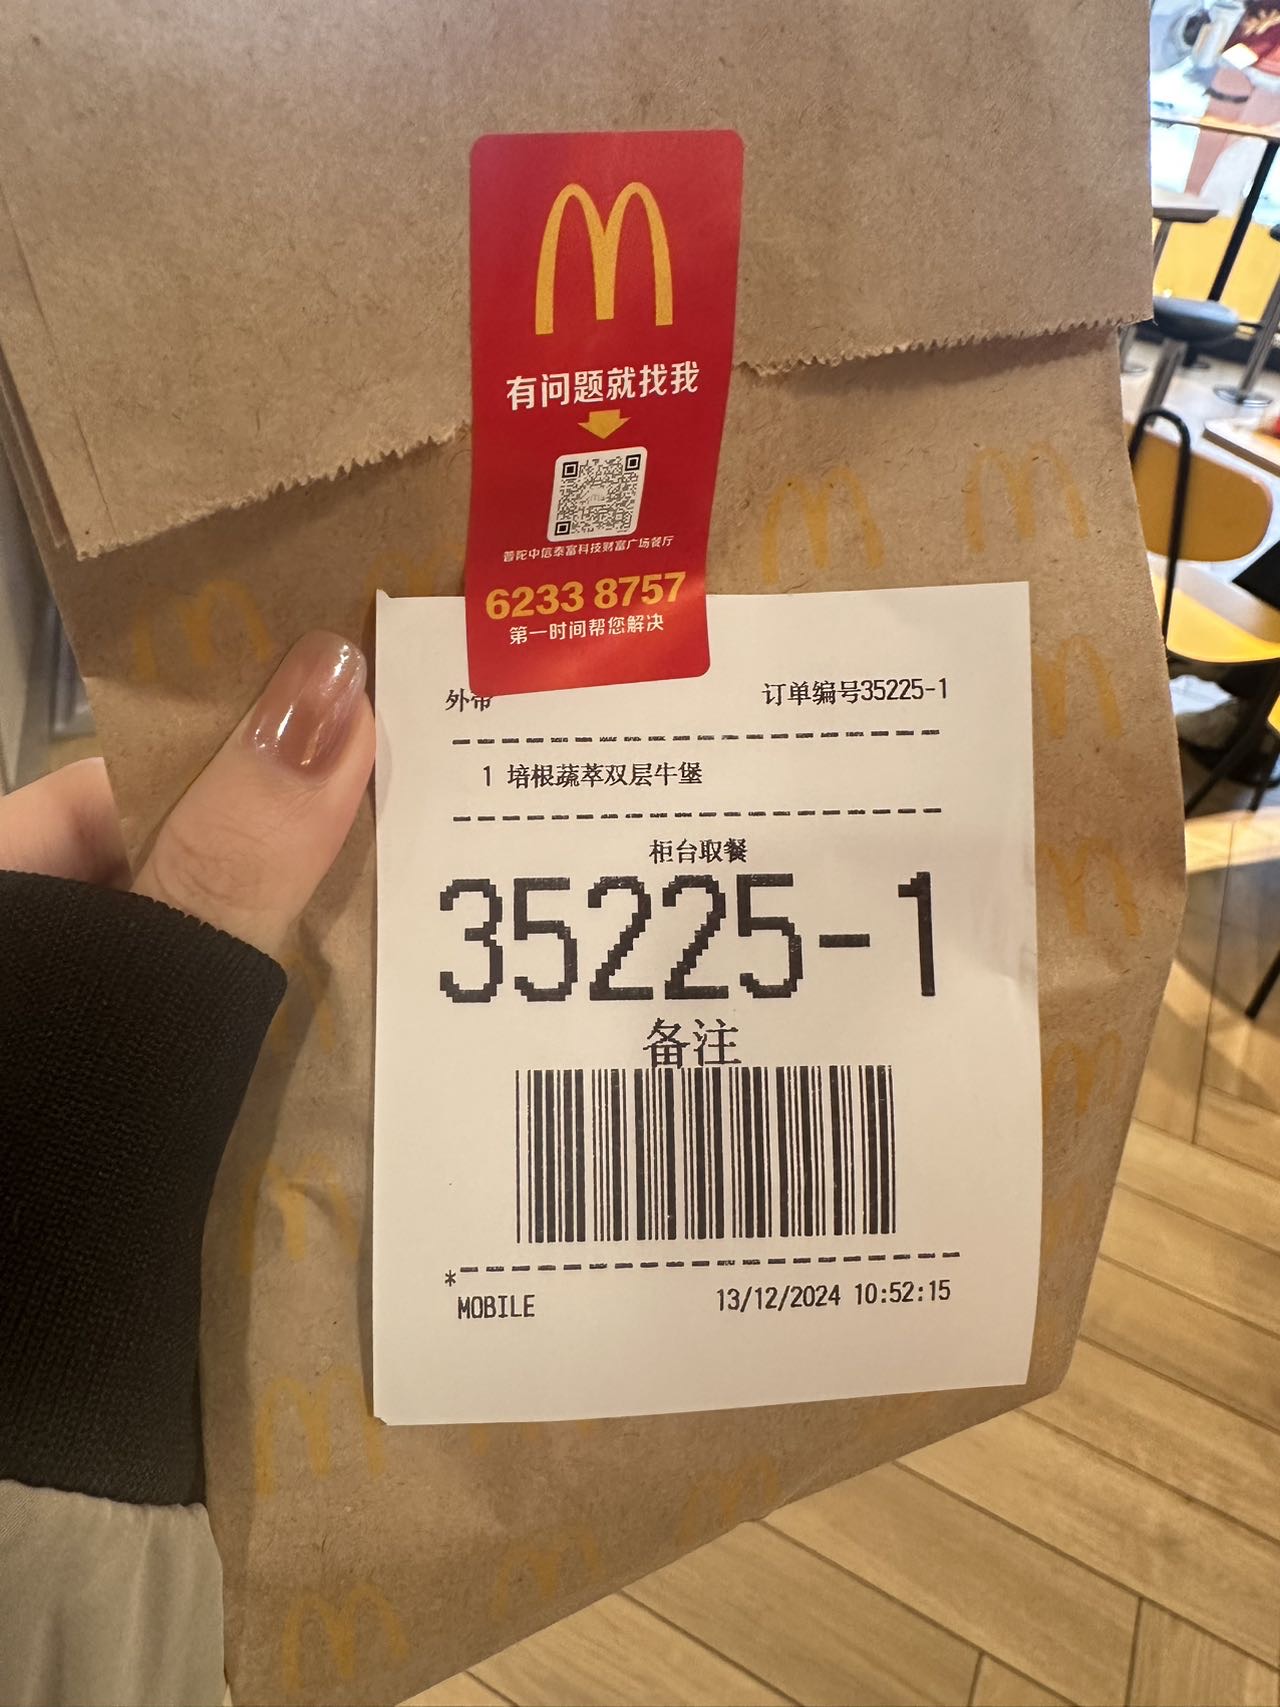 有问题就找我
普陀中信泰富科技财富广场餐厅
6233 8757
第一时间帮您解决
外带 订单编号35225-1
1 培根蔬萃双层牛堡
柜台取餐
35225-1
备注
*
MOBILE 13/12/2024 10:52:15